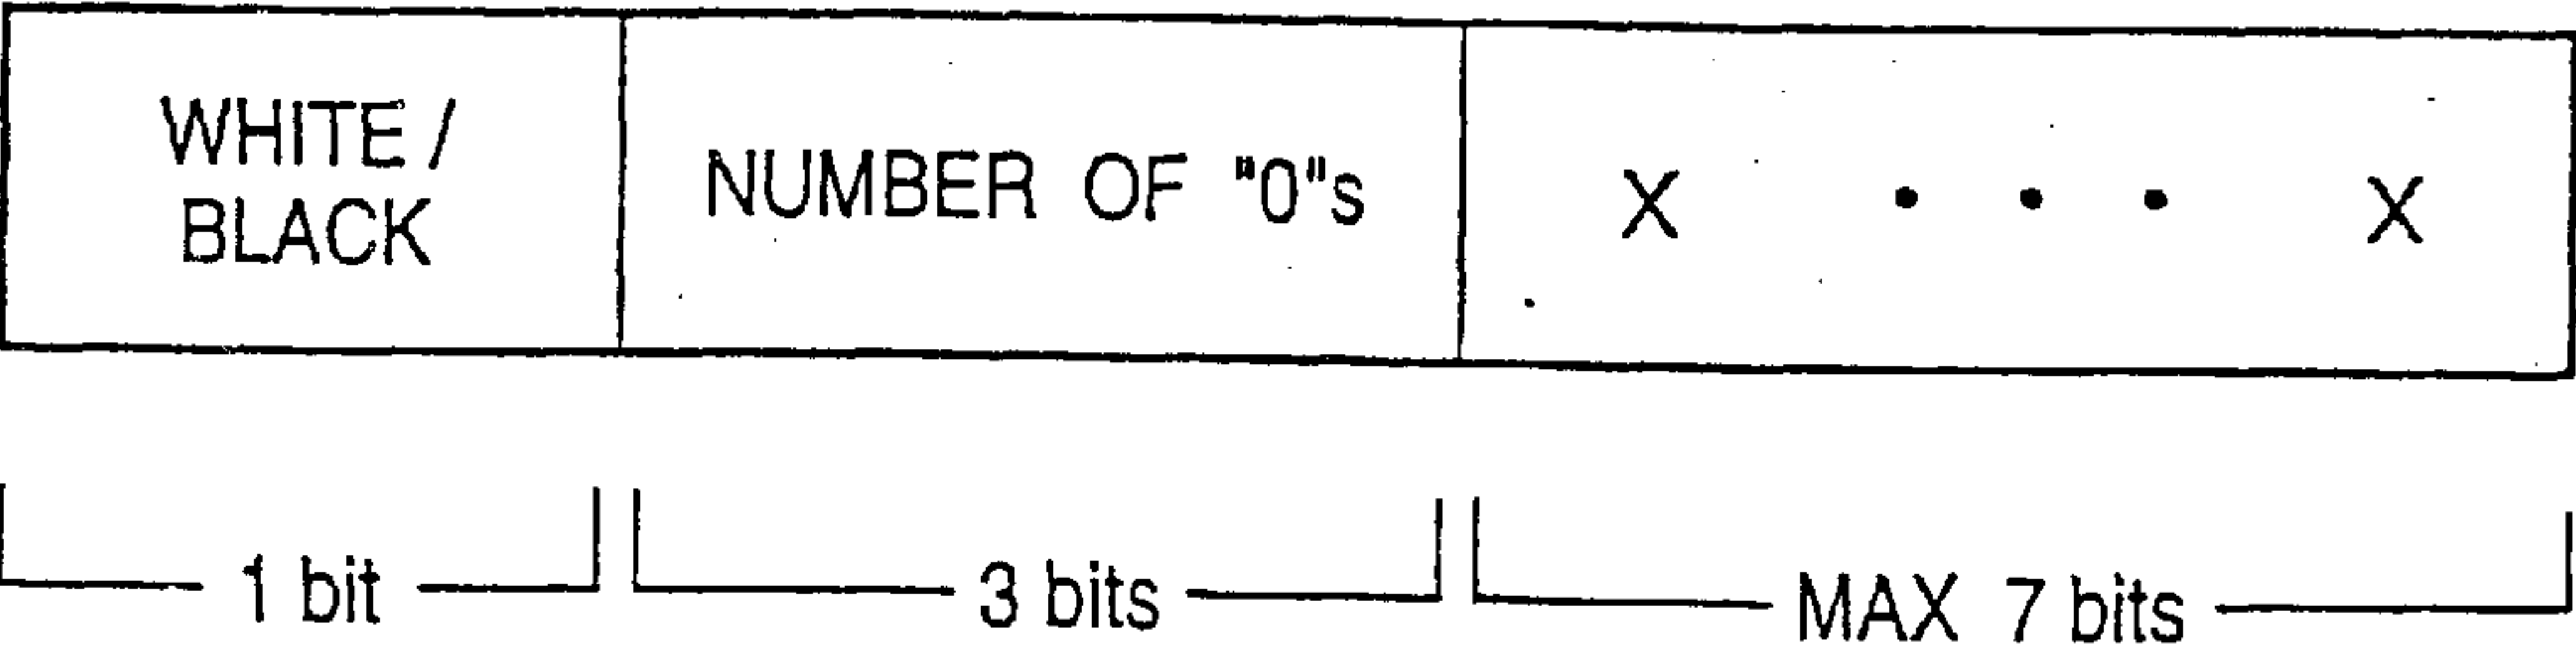 WHITE /
BLACK
NUMBER OF "0"s
X • • • X
1 bit
3 bits
MAX 7 bits